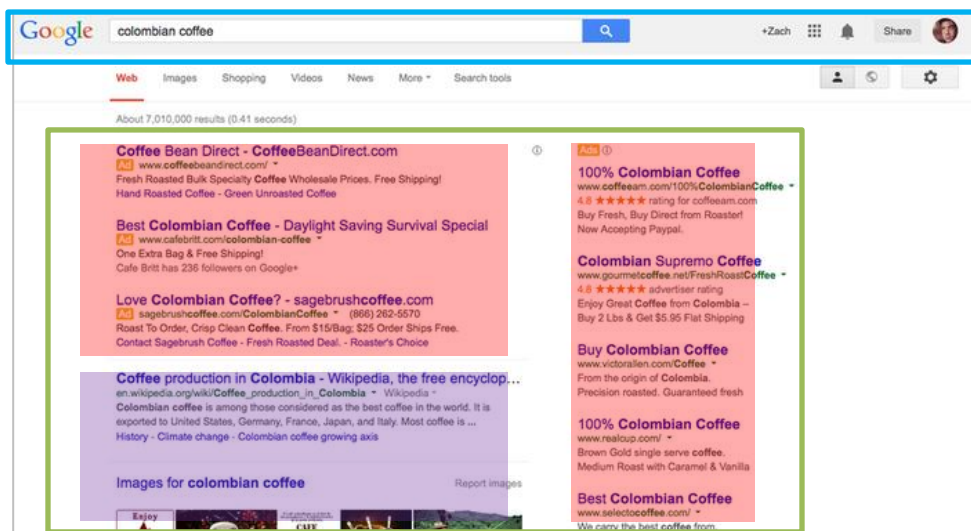 Google colombian coffee +Zach Share
Web Images Shopping Videos News More Search tools
About 7,010,000 results (0.41 seconds)
Coffee Bean Direct - CoffeeBeanDirect.com
Ad www.coffeebeandirect.com/
Fresh Roasted Bulk Specialty Coffee Wholesale Prices. Free Shipping!
Hand Roasted Coffee - Green Unroasted Coffee
Best Colombian Coffee - Daylight Saving Survival Special
Ad www.cafebritt.com/colombian-coffee
One Extra Bag & Free Shipping!
Cafe Britt has 236 followers on Google+
Love Colombian Coffee? - sagebrushcoffee.com
Ad sagebrushcoffee.com/ColombianCoffee (866) 262-5570
Roast To Order, Crisp Clean Coffee. From $15/Bag; $25 Order Ships Free.
Contact Sagebrush Coffee - Fresh Roasted Deal. - Roaster's Choice
Coffee production in Colombia - Wikipedia, the free encyclop...
en.wikipedia.org/wiki/Coffee_production_in_Colombia Wikipedia
Colombian coffee is among those considered as the best coffee in the world. It is
exported to United States, Germany, France, Japan, and Italy. Most coffee is ...
History - Climate change - Colombian coffee growing axis
Images for colombian coffee Report images
Enjoy
CAFE
Ads
100% Colombian Coffee
www.coffeeam.com/100%ColombianCoffee
4.8 ★★★★★ rating for coffeeam.com
Buy Fresh, Buy Direct from Roaster!
Now Accepting Paypal.
Colombian Supremo Coffee
www.gourmetcoffee.net/FreshRoastCoffee
4.8 ★★★★★ advertiser rating
Enjoy Great Coffee from Colombia –
Buy 2 Lbs & Get $5.95 Flat Shipping
Buy Colombian Coffee
www.victorallen.com/Coffee
From the origin of Colombia.
Precision roasted. Guaranteed fresh
100% Colombian Coffee
www.realcup.com/
Brown Gold single serve coffee.
Medium Roast with Caramel & Vanilla
Best Colombian Coffee
www.selectocoffee.com/
We carry the best coffee from.